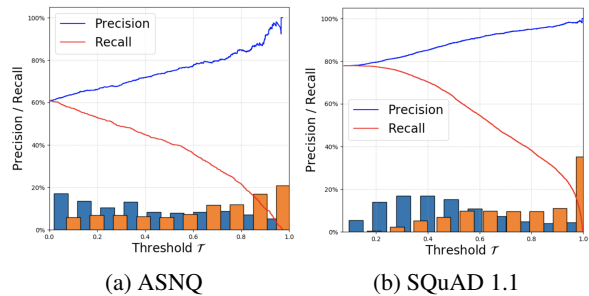 100%
80%
60%
40%
20%
0%
Precision / Recall
Precision
Recall
0.0 0.2 0.4 0.6 0.8 1.0
Threshold 𝒯
(a) ASNQ
100%
80%
60%
40%
20%
0%
Precision / Recall
Precision
Recall
0.2 0.4 0.6 0.8 1.0
Threshold 𝒯
(b) SQuAD 1.1